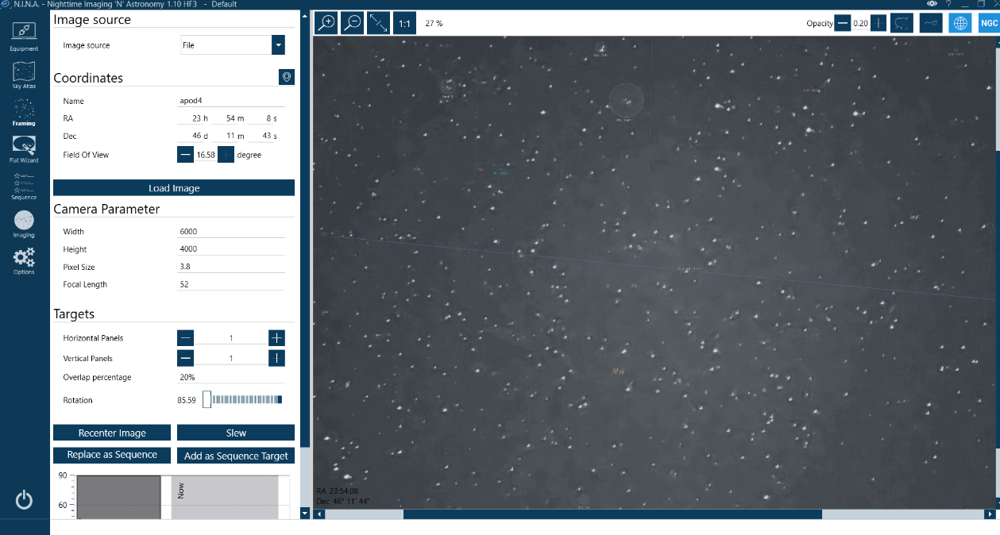 N.I.N.A. - Nighttime Imaging 'N' Astronomy 1.10 HF3 - Default
Equipment
Sky Atlas
Framing
Flat Wizard
Sequence
Imaging
Options
Image source
Image source File
Coordinates
Name apod4
RA 23 h 54 m 8 s
Dec 46 d 11 m 43 s
Field Of View 16.58 degree
Load Image
Camera Parameter
Width 6000
Height 4000
Pixel Size 3.8
Focal Length 52
Targets
Horizontal Panels 1
Vertical Panels 1
Overlap percentage 20%
Rotation 85.59
Recenter Image Slew
Replace as Sequence Add as Sequence Target
90
60
Now
1:1 27 %
Opacity 0.20 NGC
RA 23:54:08
Dec 46° 11' 44"